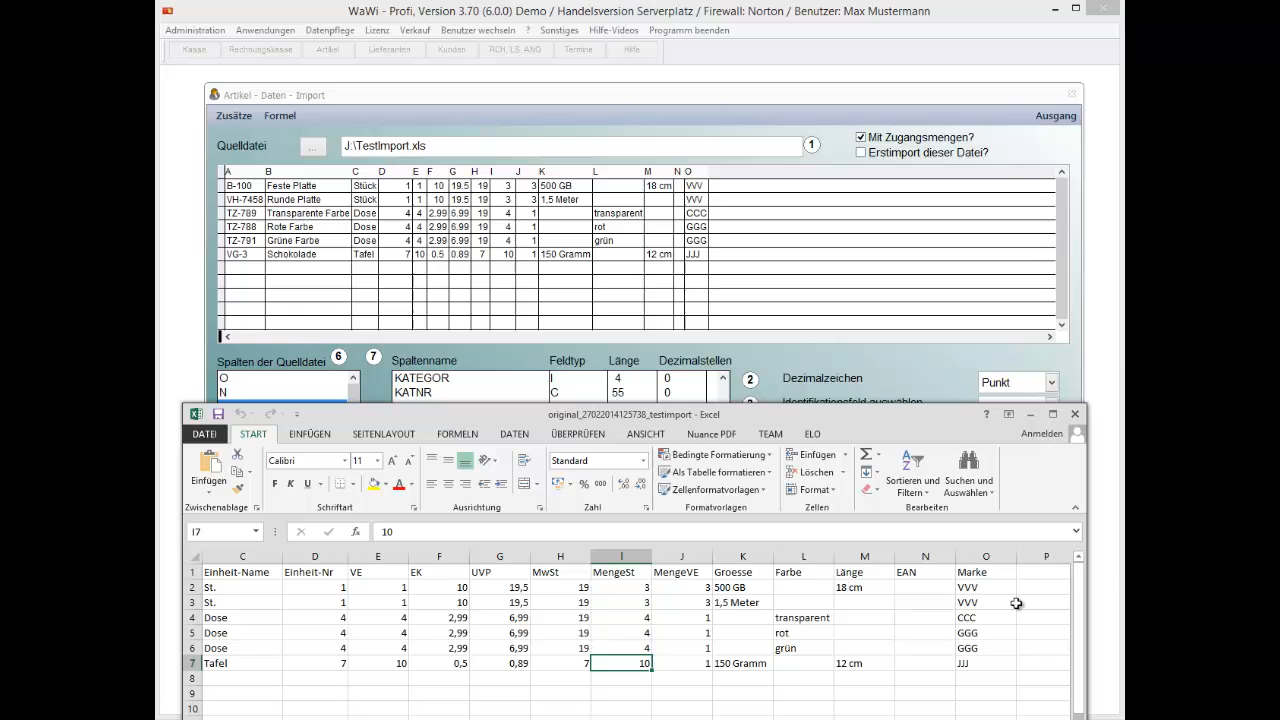 WaWi - Profi, Version 3.70 (6.0.0) Demo / Handelsversion Serverplatz / Firewall: Norton / Benutzer: Max Mustermann
Administration Anwendungen Datenpflege Lizenz Verkauf Benutzer wechseln ? Sonstiges Hilfe-Videos Programm beenden
Kasse Rechnungskasse Artikel Lieferanten Kunden RCH, LS, ANG Termine Hilfe
Artikel - Daten - Import
Zusätze Formel Ausgang
Quelldatei ... J:\TestImport.xls 1 Mit Zugangsmengen?
Erstimport dieser Datei?
A B C D E F G H I J K L M N O
B-100 Feste Platte Stück 1 1 10 19.5 19 3 3 500 GB 18 cm VVV
VH-7458 Runde Platte Stück 1 1 10 19.5 19 3 3 1,5 Meter VVV
TZ-789 Transparente Farbe Dose 4 4 2.99 6.99 19 4 1 transparent CCC
TZ-788 Rote Farbe Dose 4 4 2.99 6.99 19 4 1 rot GGG
TZ-791 Grüne Farbe Dose 4 4 2.99 6.99 19 4 1 grün GGG
VG-3 Schokolade Tafel 7 10 0.5 0.89 7 10 1 150 Gramm 12 cm JJJ
Spalten der Quelldatei 6 7 Spaltenname Feldtyp Länge Dezimalstellen
O KATEGOR I 4 0 2 Dezimalzeichen Punkt
N KATNR C 55 0
Identifikationsfeld auswählen
original_27022014125738_testimport - Excel
DATEI START EINFÜGEN SEITENLAYOUT FORMELN DATEN ÜBERPRÜFEN ANSICHT Nuance PDF TEAM ELO Anmelden
Einfügen Calibri 11 Standard Bedingte Formatierung Einfügen
F K U Als Tabelle formatieren Löschen Sortieren und Filtern Suchen und Auswählen
Zellenformatvorlagen Format
Zwischenablage Schriftart Ausrichtung Zahl Formatvorlagen Zellen Bearbeiten
I7 fx 10
C D E F G H I J K L M N O P
1 Einheit-Name Einheit-Nr VE EK UVP MwSt MengeSt MengeVE Groesse Farbe Länge EAN Marke
2 St. 1 1 10 19,5 19 3 3 500 GB 18 cm VVV
3 St. 1 1 10 19,5 19 3 3 1,5 Meter VVV
4 Dose 4 4 2,99 6,99 19 4 1 transparent CCC
5 Dose 4 4 2,99 6,99 19 4 1 rot GGG
6 Dose 4 4 2,99 6,99 19 4 1 grün GGG
7 Tafel 7 10 0,5 0,89 7 10 1 150 Gramm 12 cm JJJ
8
9
10